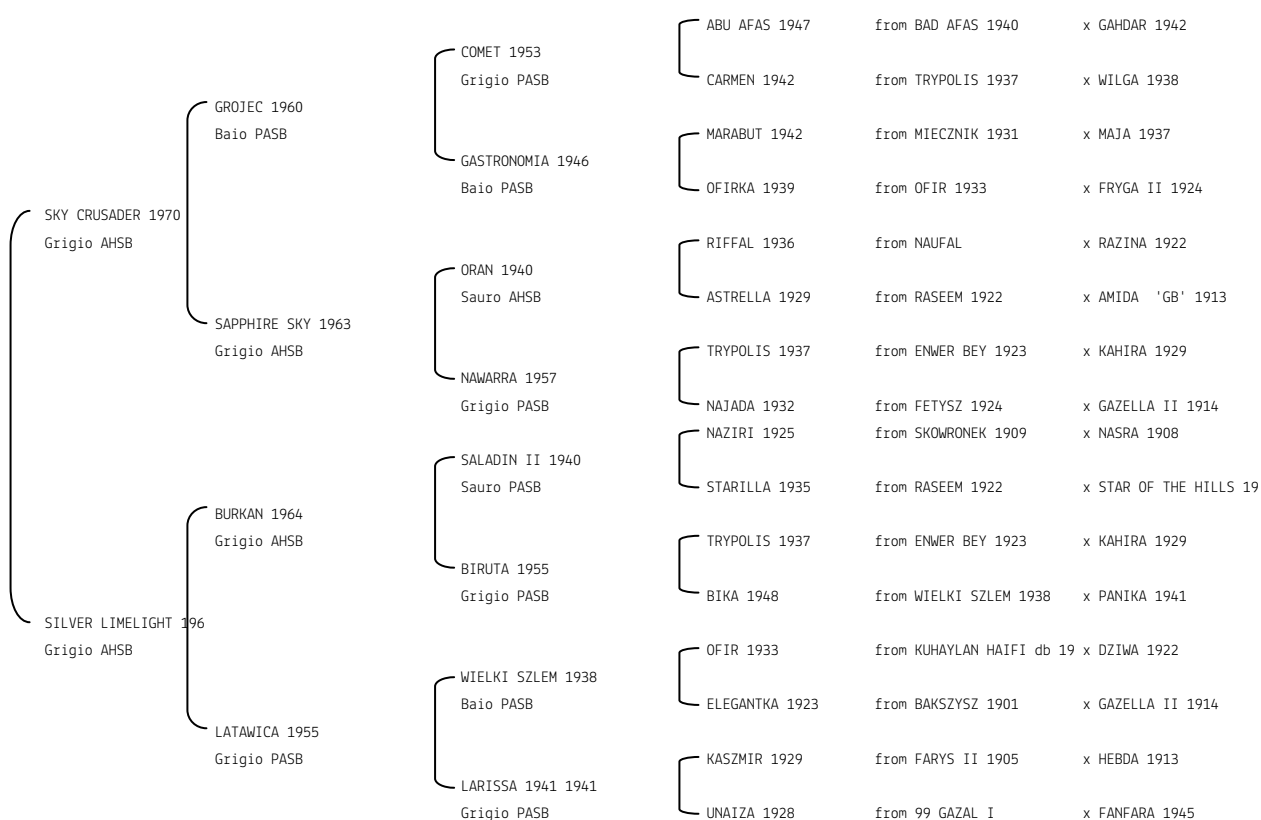 ABU AFAS 1947 from BAD AFAS 1940 x GAHDAR 1942
COMET 1953
Grigio PASB CARMEN 1942 from TRYPOLIS 1937 x WILGA 1938
GROJEC 1960
Baio PASB MARABUT 1942 from MIECZNIK 1931 x MAJA 1937
GASTRONOMIA 1946
Baio PASB OFIRKA 1939 from OFIR 1933 x FRYGA II 1924
SKY CRUSADER 1970
Grigio AHSB RIFFAL 1936 from NAUFAL x RAZINA 1922
ORAN 1940
Sauro AHSB ASTRELLA 1929 from RASEEM 1922 x AMIDA 'GB' 1913
SAPPHIRE SKY 1963
Grigio AHSB TRYPOLIS 1937 from ENWER BEY 1923 x KAHIRA 1929
NAWARRA 1957
Grigio PASB NAJADA 1932 from FETYSZ 1924 x GAZELLA II 1914
NAZIRI 1925 from SKOWRONEK 1909 x NASRA 1908
SALADIN II 1940
Sauro PASB STARILLA 1935 from RASEEM 1922 x STAR OF THE HILLS 19
BURKAN 1964
Grigio AHSB TRYPOLIS 1937 from ENWER BEY 1923 x KAHIRA 1929
BIRUTA 1955
Grigio PASB BIKA 1948 from WIELKI SZLEM 1938 x PANIKA 1941
SILVER LIMELIGHT 196
Grigio AHSB OFIR 1933 from KUHAYLAN HAIFI db 19 x DZIWA 1922
WIELKI SZLEM 1938
Baio PASB ELEGANTKA 1923 from BAKSZYSZ 1901 x GAZELLA II 1914
LATAWICA 1955
Grigio PASB KASZMIR 1929 from FARYS II 1905 x HEBDA 1913
LARISSA 1941 1941
Grigio PASB UNAIZA 1928 from 99 GAZAL I x FANFARA 1945